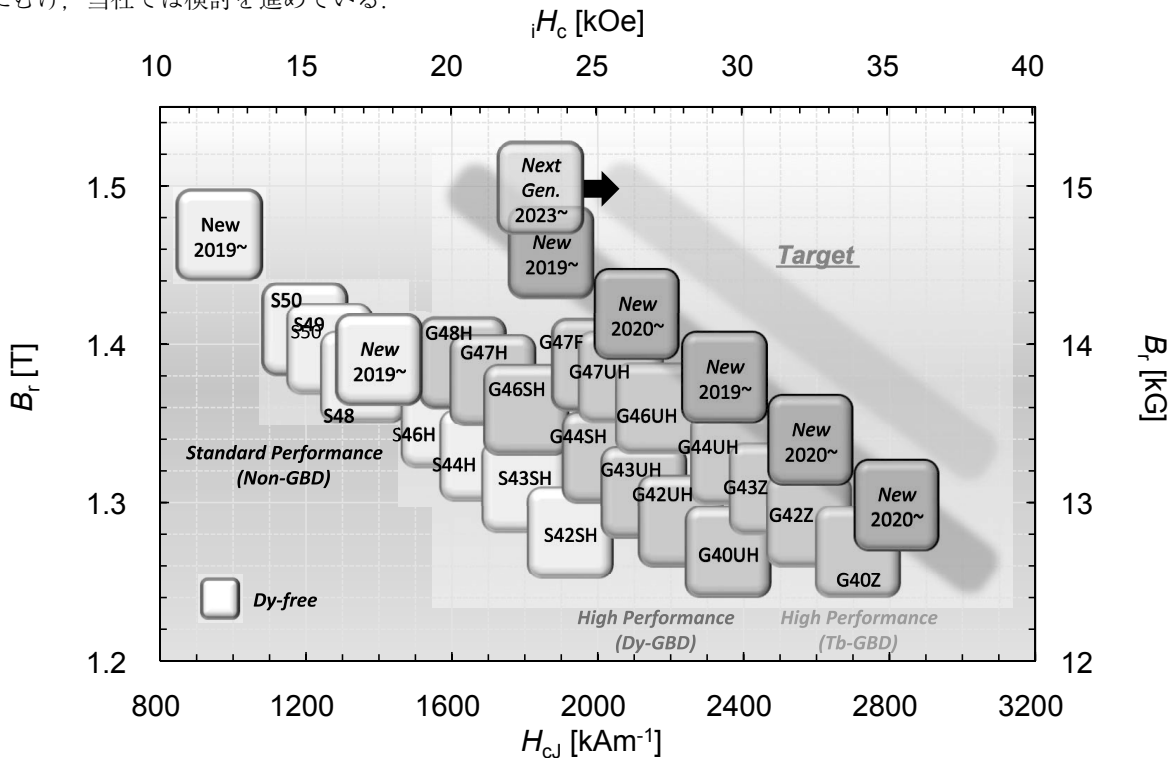 にむけ，当社では検討を進めている．
iHc [kOe]
10 15 20 25 30 35 40
Next
Gen.
2023~
1.5
15
New
2019~
New
2019~
Target
New
2020~
S50
S49
S50
New
2019~
G48H
G47H
G47F
G47UH
New
2019~
1.4
14
Br [T]
Br [kG]
S48
G46SH
G46UH
S46H
G44SH
G44UH
New
2020~
Standard Performance
(Non-GBD)
S44H
S43SH
G43UH
G42UH
G43Z
New
2020~
1.3
13
S42SH
G40UH
G42Z
G40Z
Dy-free
High Performance
(Dy-GBD)
High Performance
(Tb-GBD)
1.2
12
800 1200 1600 2000 2400 2800 3200
HcJ [kAm-1]